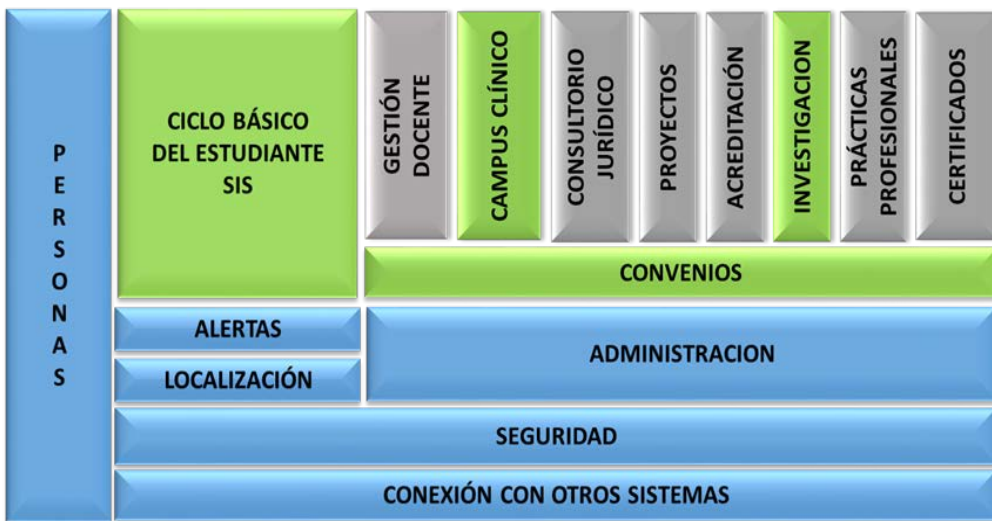 PERSONAS
CICLO BÁSICO
DEL ESTUDIANTE
SIS
GESTIÓN
DOCENTE
CAMPUS CLÍNICO
CONSULTORIO
JURÍDICO
PROYECTOS
ACREDITACIÓN
INVESTIGACION
PRÁCTICAS
PROFESIONALES
CERTIFICADOS
CONVENIOS
ALERTAS
ADMINISTRACION
LOCALIZACIÓN
SEGURIDAD
CONEXIÓN CON OTROS SISTEMAS